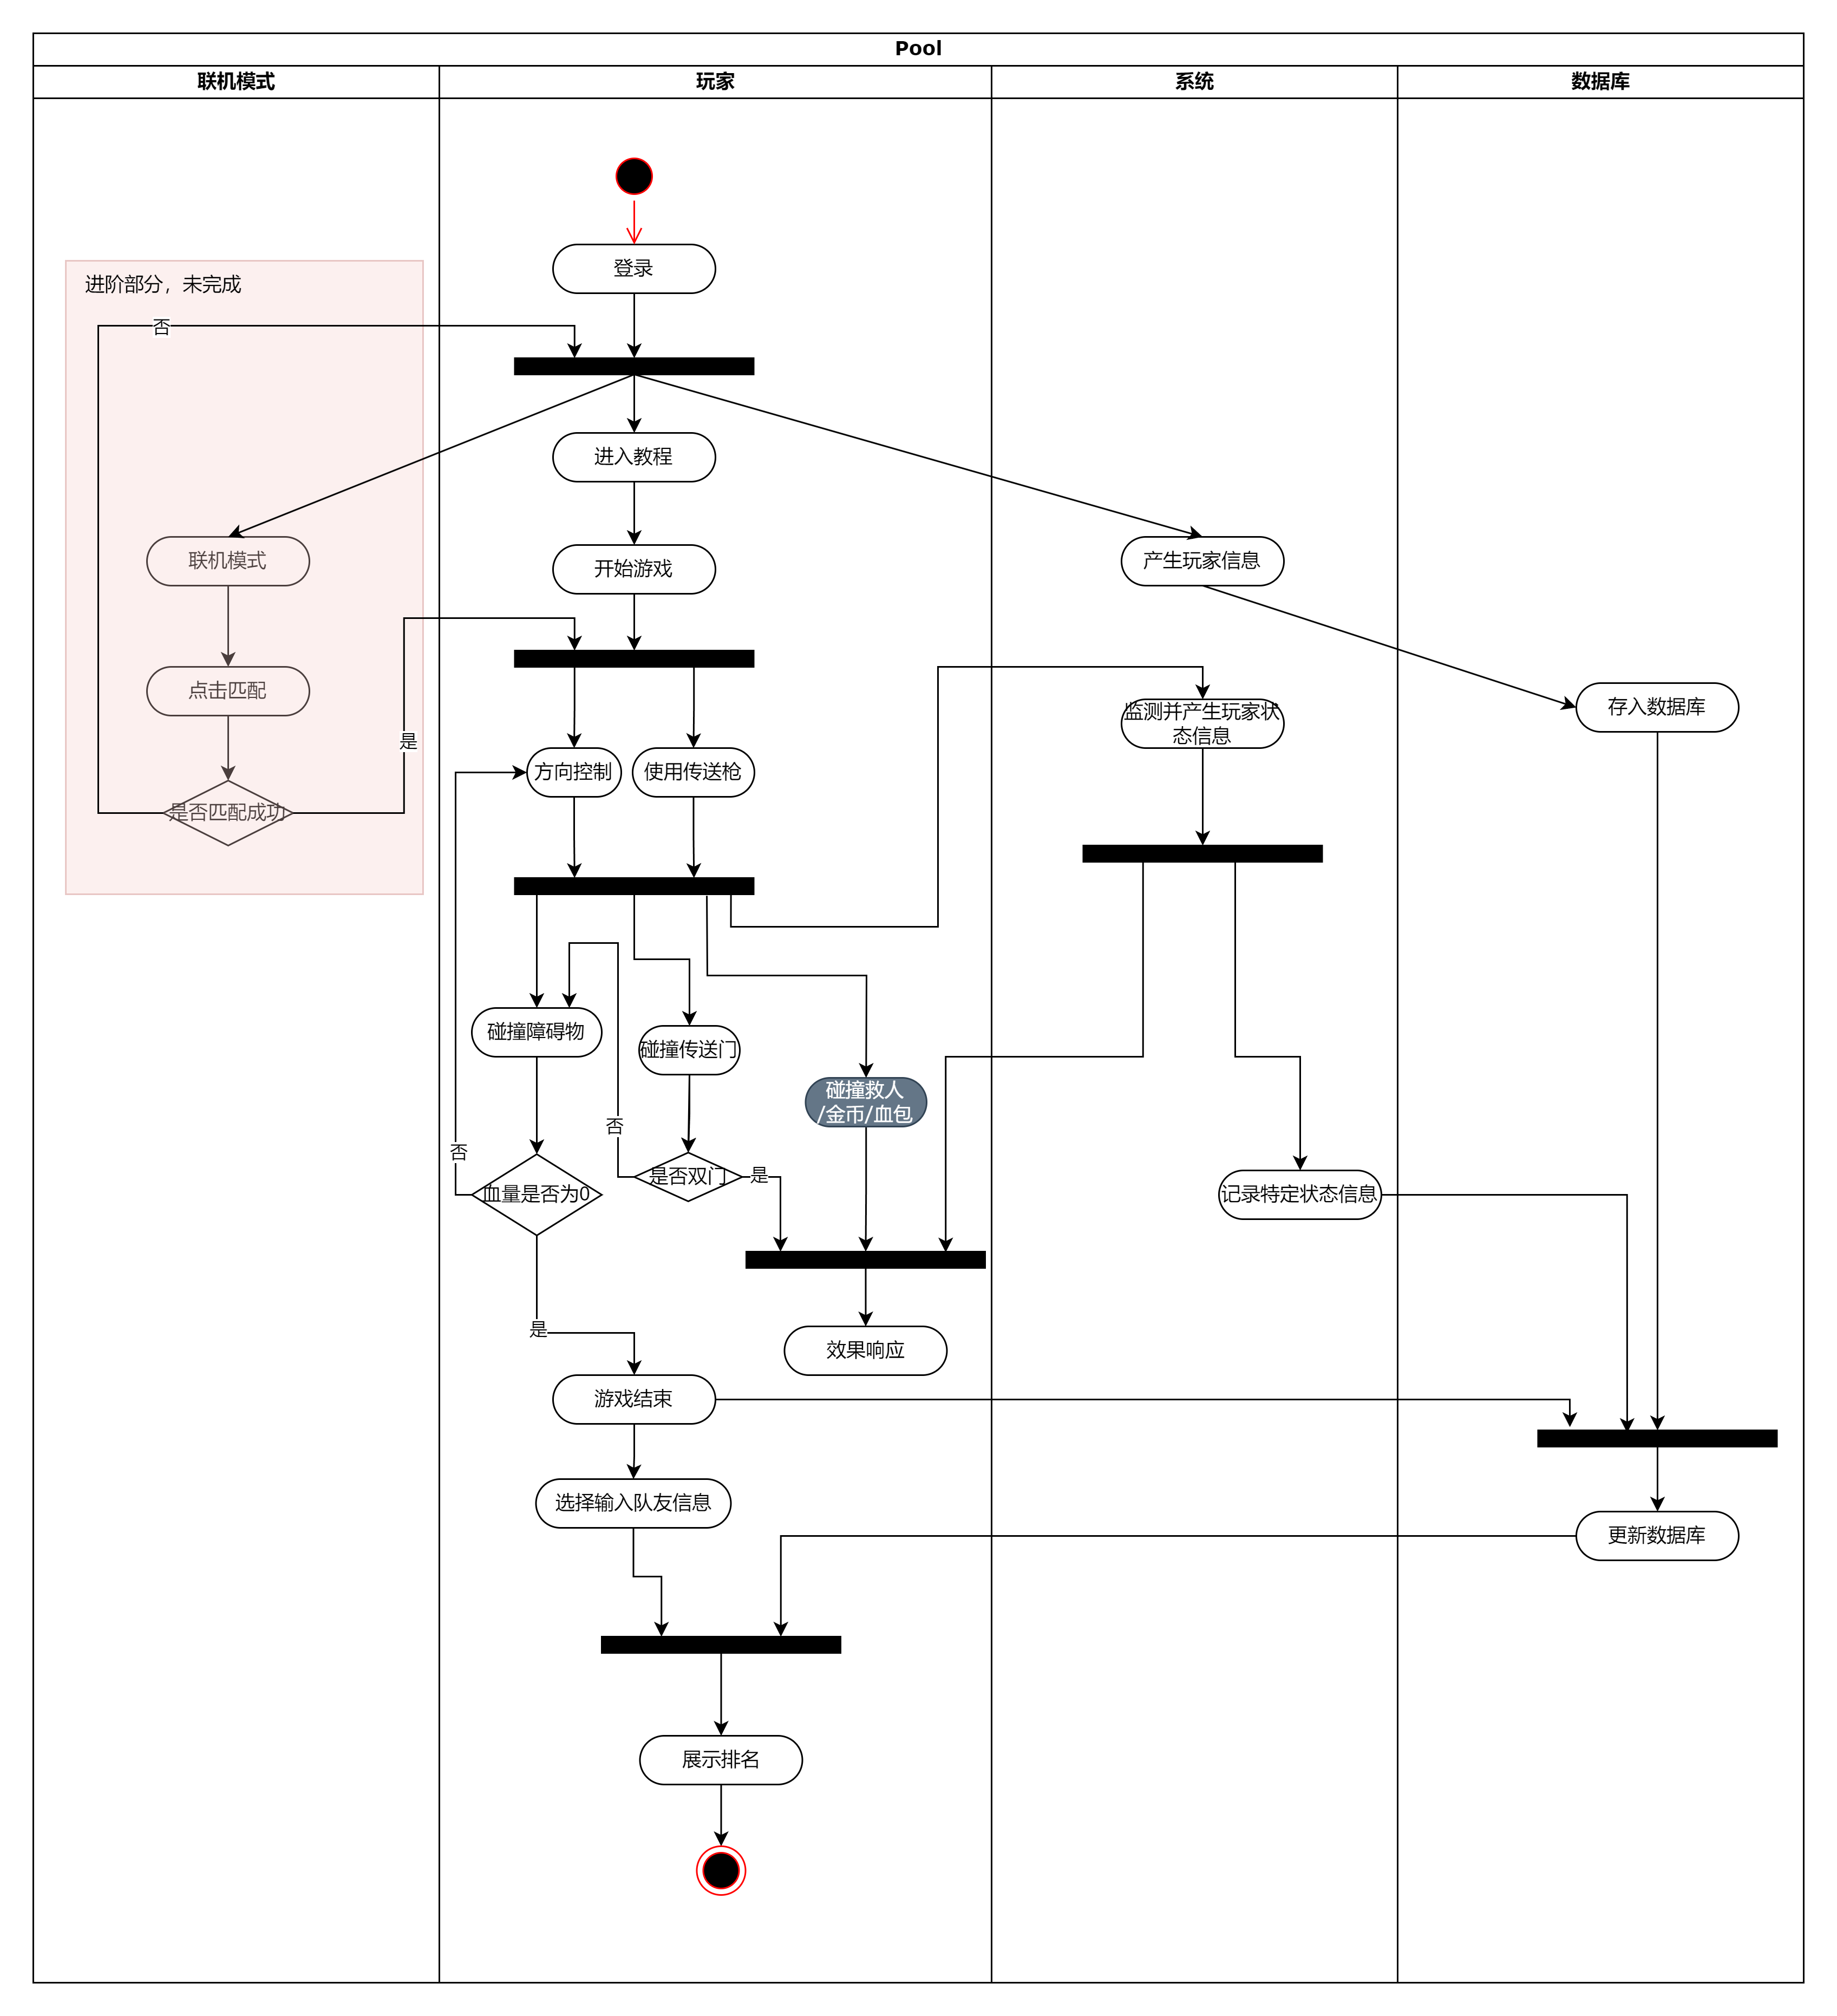 Pool
联机模式
玩家
系统
数据库
登录
进阶部分，未完成
否
进入教程
联机模式
开始游戏
产生玩家信息
点击匹配
存入数据库
监测并产生玩家状
态信息
是
方向控制
使用传送枪
是否匹配成功
碰撞障碍物
碰撞传送门
碰撞救人
/金币/血包
否
否
是否双门
是
血量是否为0
记录特定状态信息
是
效果响应
游戏结束
选择输入队友信息
更新数据库
展示排名